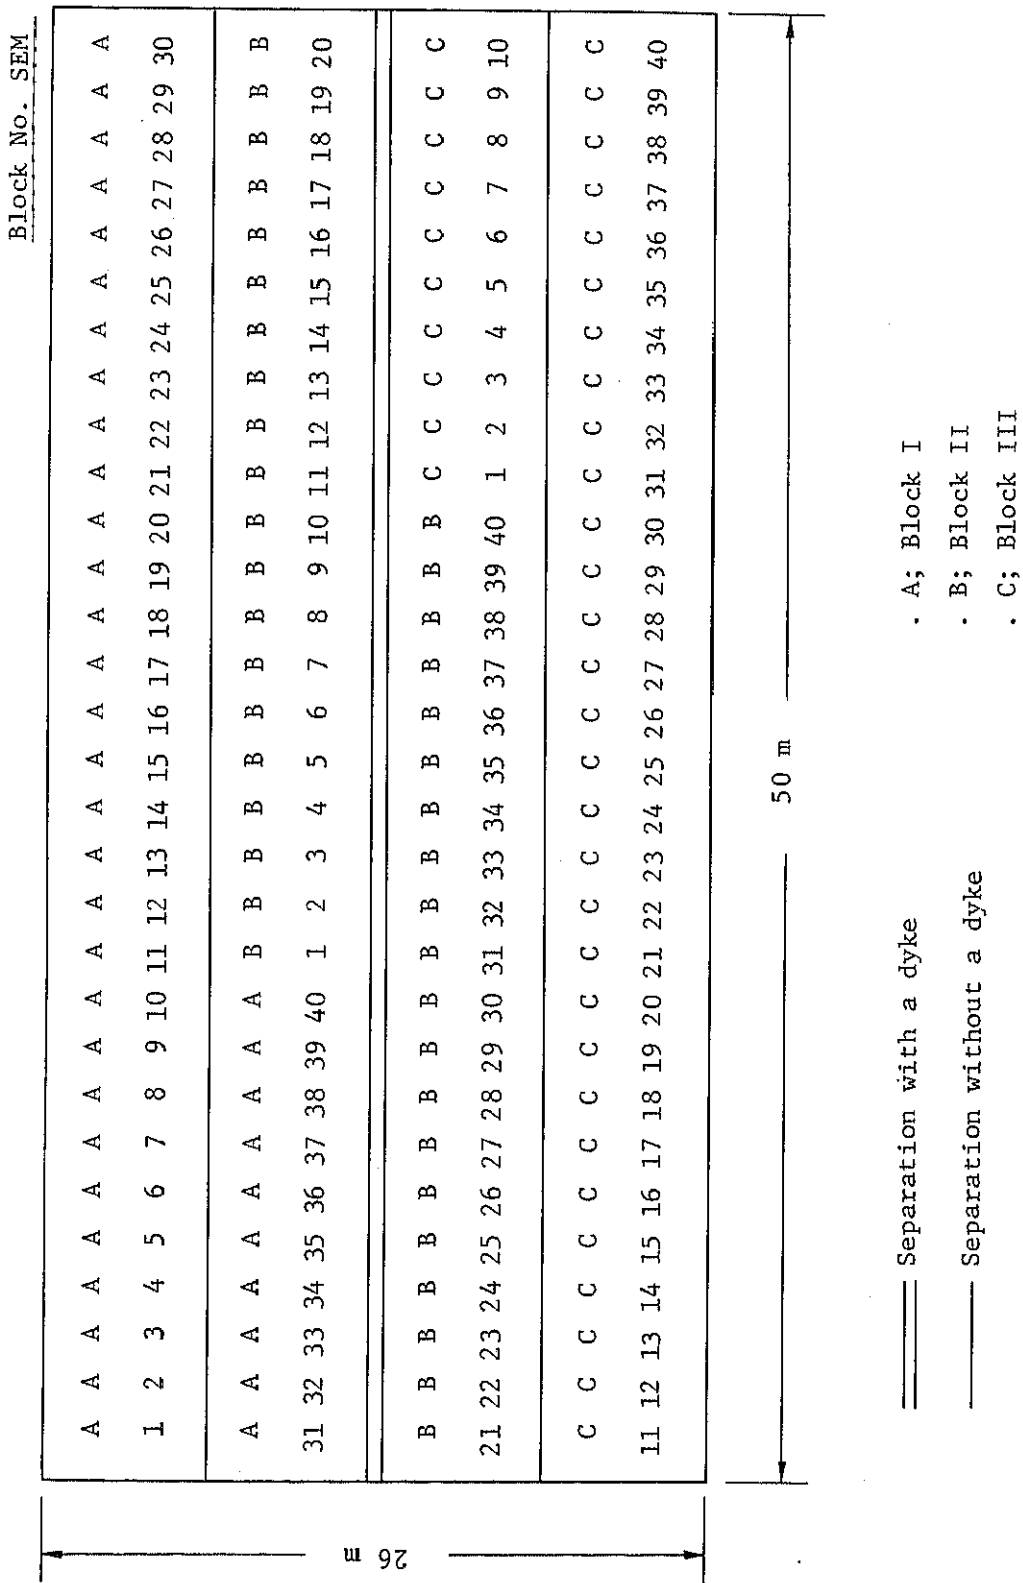 Block No. SEM
A A A A A A A A A A A A A A A A A A A A A A A A A A A A A A
1 2 3 4 5 6 7 8 9 10 11 12 13 14 15 16 17 18 19 20 21 22 23 24 25 26 27 28 29 30
A A A A A A A A A A B B B B B B B B B B B B B B B B B B B B
31 32 33 34 35 36 37 38 39 40 1 2 3 4 5 6 7 8 9 10 11 12 13 14 15 16 17 18 19 20
B B B B B B B B B B B B B B B B B B B B C C C C C C C C C C
21 22 23 24 25 26 27 28 29 30 31 32 33 34 35 36 37 38 39 40 1 2 3 4 5 6 7 8 9 10
C C C C C C C C C C C C C C C C C C C C C C C C C C C C C C
11 12 13 14 15 16 17 18 19 20 21 22 23 24 25 26 27 28 29 30 31 32 33 34 35 36 37 38 39 40
26 m
50 m
Separation with a dyke
Separation without a dyke
. A; Block I
. B; Block II
. C; Block III